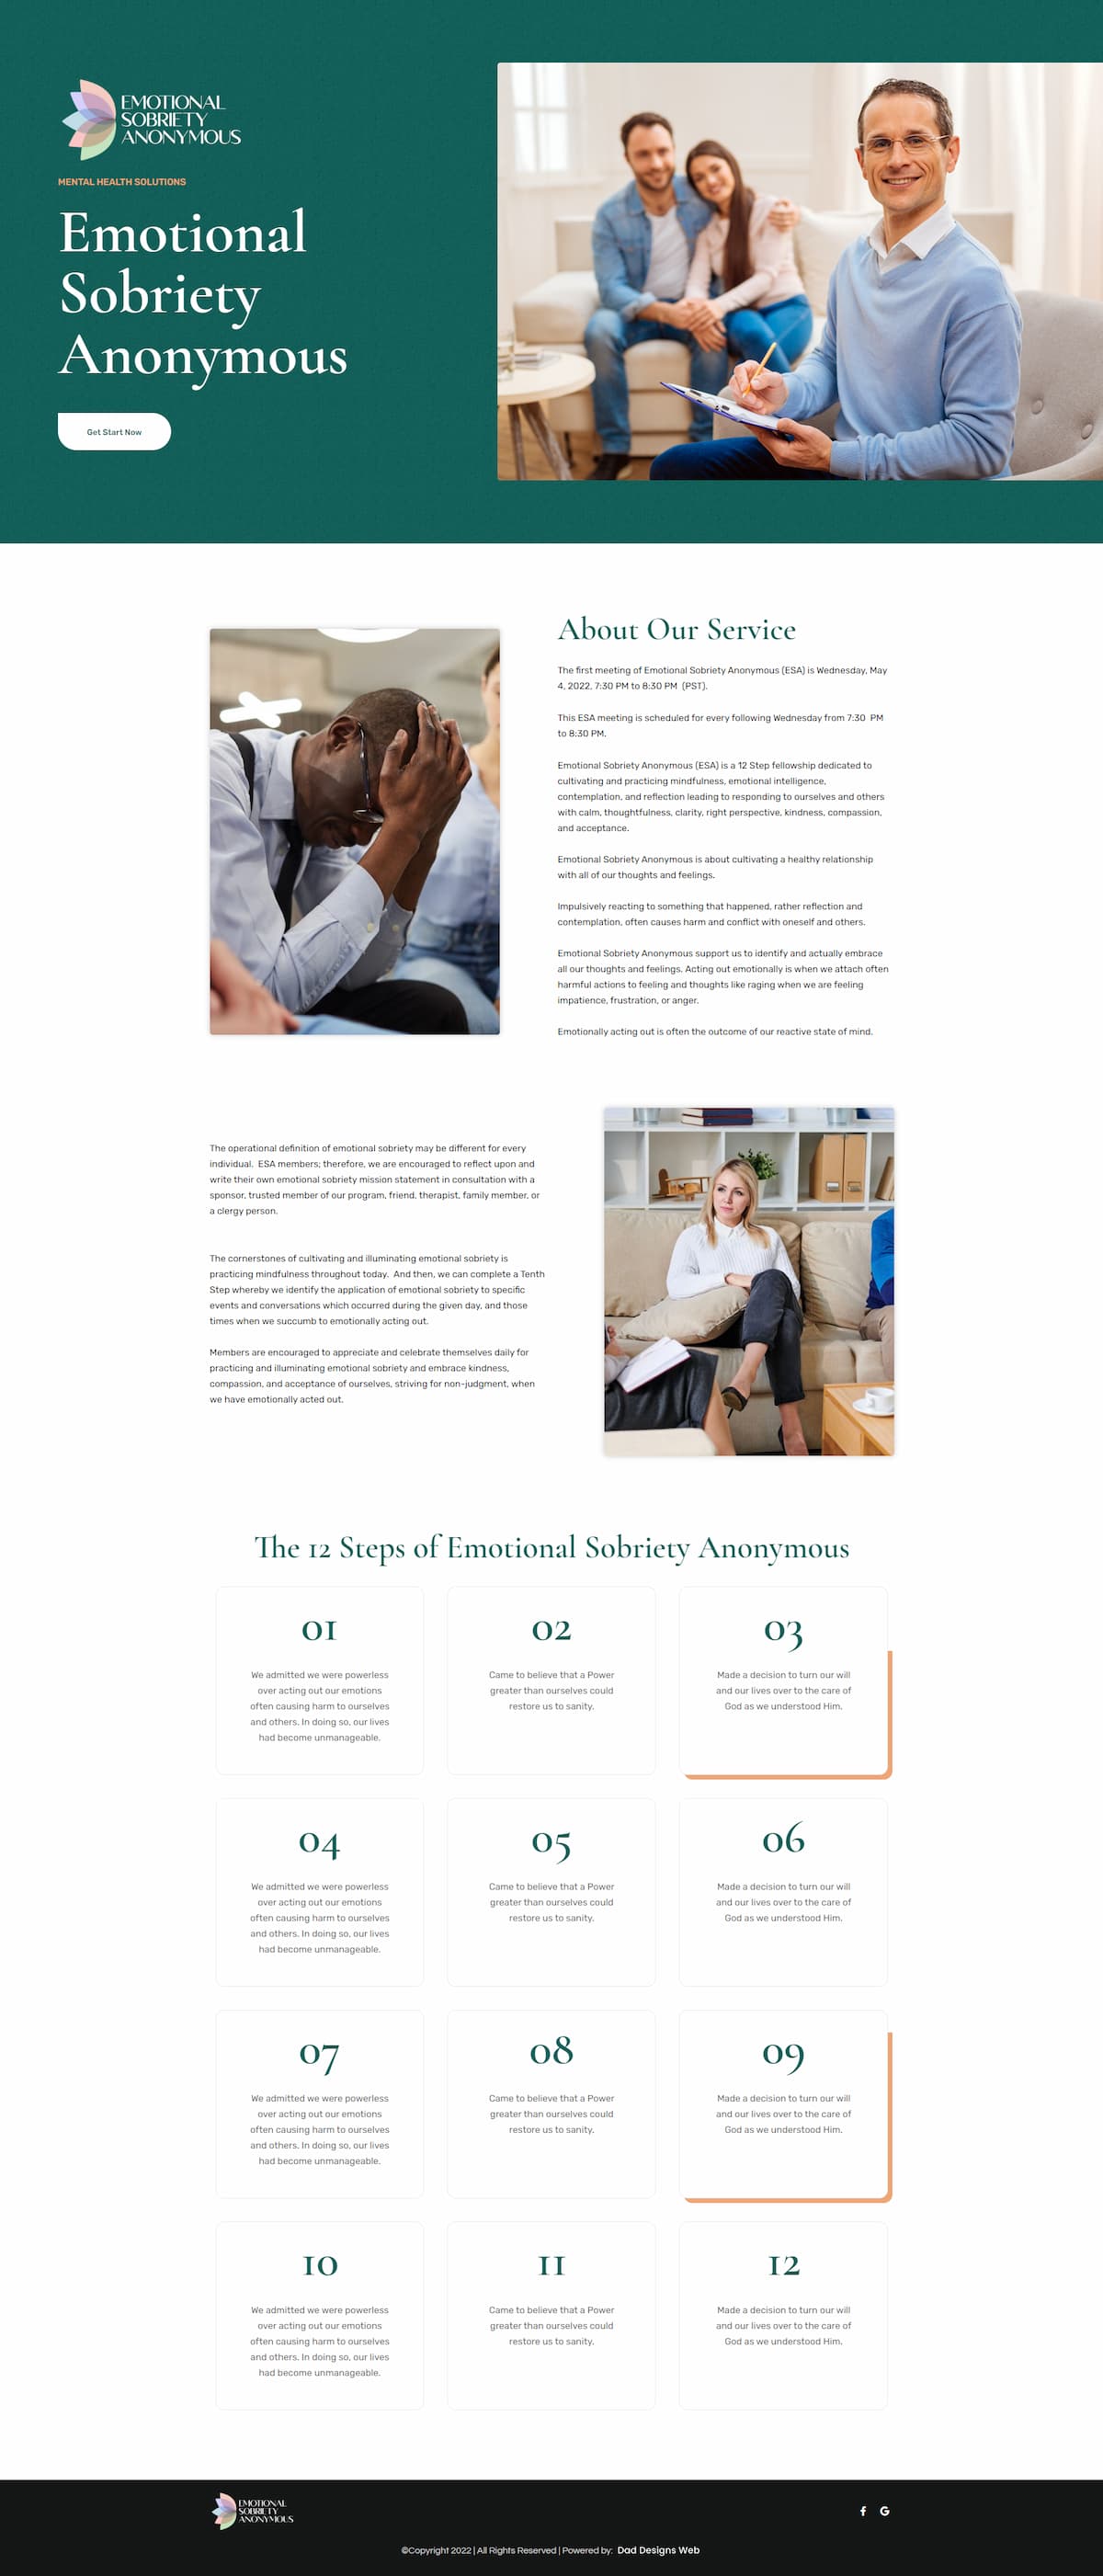 EMOTIONAL
SOBRIETY
ANONYMOUS
MENTAL HEALTH SOLUTIONS
Emotional
Sobriety
Anonymous
Get Start Now
About Our Service
The first meeting of Emotional Sobriety Anonymous (ESA) is Wednesday, May
4, 2022, 7:30 PM to 8:30 PM (PST).
This ESA meeting is scheduled for every following Wednesday from 7:30 PM
to 8:30 PM.
Emotional Sobriety Anonymous (ESA) is a 12 Step fellowship dedicated to
cultivating and practicing mindfulness, emotional intelligence,
contemplation, and reflection leading to responding to ourselves and others
with calm, thoughtfulness, clarity, right perspective, kindness, compassion,
and acceptance.
Emotional Sobriety Anonymous is about cultivating a healthy relationship
with all of our thoughts and feelings.
Impulsively reacting to something that happened, rather reflection and
contemplation, often causes harm and conflict with oneself and others.
Emotional Sobriety Anonymous support us to identify and actually embrace
all our thoughts and feelings. Acting out emotionally is when we attach often
harmful actions to feeling and thoughts like raging when we are feeling
impatience, frustration, or anger.
Emotionally acting out is often the outcome of our reactive state of mind.
The operational definition of emotional sobriety may be different for every
individual. ESA members; therefore, we are encouraged to reflect upon and
write their own emotional sobriety mission statement in consultation with a
sponsor, trusted member of our program, friend, therapist, family member, or
a clergy person.
The cornerstones of cultivating and illuminating emotional sobriety is
practicing mindfulness throughout today. And then, we can complete a Tenth
Step whereby we identify the application of emotional sobriety to specific
events and conversations which occurred during the given day, and those
times when we succumb to emotionally acting out.
Members are encouraged to appreciate and celebrate themselves daily for
practicing and illuminating emotional sobriety and embrace kindness,
compassion, and acceptance of ourselves, striving for non-judgment, when
we have emotionally acted out.
The 12 Steps of Emotional Sobriety Anonymous
01
We admitted we were powerless
over acting out our emotions
often causing harm to ourselves
and others. In doing so, our lives
had become unmanageable.
02
Came to believe that a Power
greater than ourselves could
restore us to sanity.
03
Made a decision to turn our will
and our lives over to the care of
God as we understood Him.
04
We admitted we were powerless
over acting out our emotions
often causing harm to ourselves
and others. In doing so, our lives
had become unmanageable.
05
Came to believe that a Power
greater than ourselves could
restore us to sanity.
06
Made a decision to turn our will
and our lives over to the care of
God as we understood Him.
07
We admitted we were powerless
over acting out our emotions
often causing harm to ourselves
and others. In doing so, our lives
had become unmanageable.
08
Came to believe that a Power
greater than ourselves could
restore us to sanity.
09
Made a decision to turn our will
and our lives over to the care of
God as we understood Him.
10
We admitted we were powerless
over acting out our emotions
often causing harm to ourselves
and others. In doing so, our lives
had become unmanageable.
11
Came to believe that a Power
greater than ourselves could
restore us to sanity.
12
Made a decision to turn our will
and our lives over to the care of
God as we understood Him.
EMOTIONAL
SOBRIETY
ANONYMOUS
©Copyright 2022 | All Rights Reserved | Powered by: Dad Designs Web